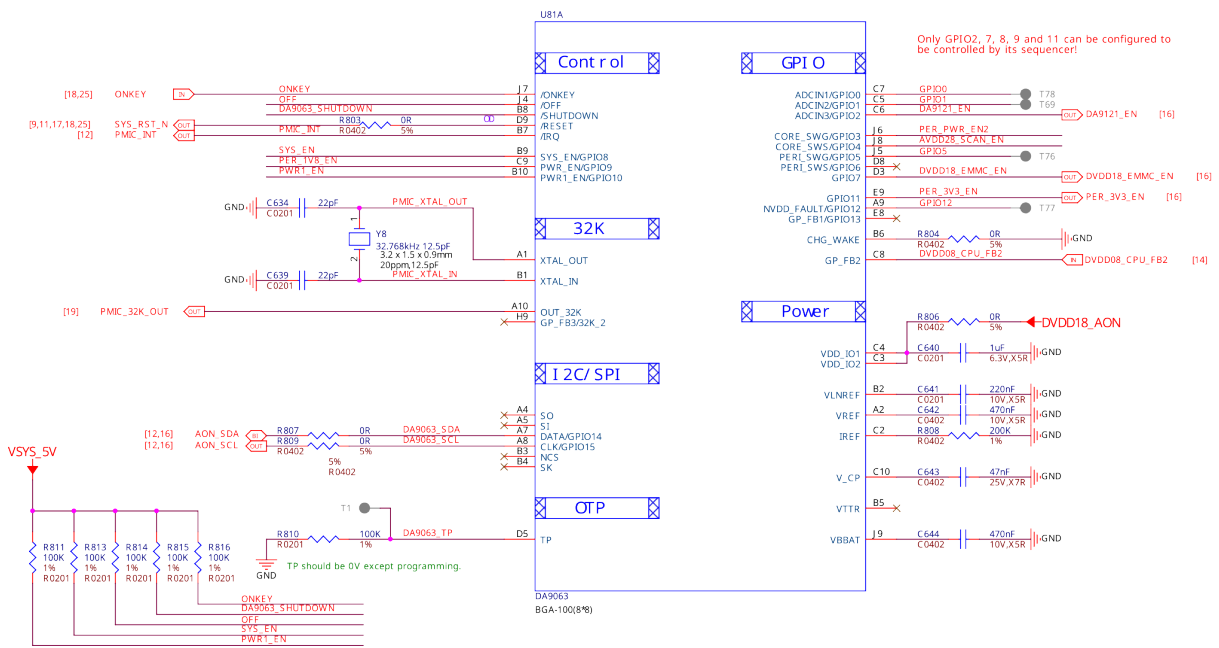 U81A
Only GPIO2, 7, 8, 9 and 11 can be configured to
be controlled by its sequencer!
Control
GPIO
[18,25] ONKEY IN ONKEY J7 /ONKEY
OFF J4 /OFF
DA9063_SHUTDOWN B8 /SHUTDOWN
[9,11,17,18,25] SYS_RST_N OUT R803 0R D9 /RESET
[12] PMIC_INT OUT PMIC_INT R0402 5% B7 /IRQ
SYS_EN B9 SYS_EN/GPIO8
PER_1V8_EN C9 PWR_EN/GPIO9
PWR1_EN B10 PWR1_EN/GPIO10
ADCIN1/GPIO0 C7 GPIO0 T78
ADCIN2/GPIO1 C5 GPIO1 T69
ADCIN3/GPIO2 C6 DA9121_EN OUT DA9121_EN [16]
CORE_SWG/GPIO3 J6 PER_PWR_EN2
CORE_SWS/GPIO4 J8 AVDD28_SCAN_EN
PERI_SWG/GPIO5 J5 GPIO5 T76
PERI_SWS/GPIO6 D8
GPIO7 D3 DVDD18_EMMC_EN OUT DVDD18_EMMC_EN [16]
GPIO11 E9 PER_3V3_EN OUT PER_3V3_EN [16]
NVDD_FAULT/GPIO12 A9 GPIO12 T77
GP_FB1/GPIO13 E8
CHG_WAKE B6 R804 0R GND
R0402 5%
GP_FB2 C8 DVDD08_CPU_FB2 IN DVDD08_CPU_FB2 [14]
GND C634 22pF PMIC_XTAL_OUT
C0201
32K
1
Y8
32.768kHz 12.5pF
3.2 x 1.5 x 0.9mm
20ppm,12.5pF
2
A1 XTAL_OUT
GND C639 22pF PMIC_XTAL_IN B1 XTAL_IN
C0201
[19] PMIC_32K_OUT OUT A10 OUT_32K
H9 GP_FB3/32K_2
Power
R806 0R DVDD18_AON
R0402 5%
VDD_IO1 C4 C640 1uF GND
VDD_IO2 C3 C0201 6.3V,X5R
VLNREF B2 C641 220nF GND
C0201 10V,X5R
VREF A2 C642 470nF GND
C0402 10V,X5R
IREF C2 R808 200K GND
R0402 1%
V_CP C10 C643 47nF GND
C0402 25V,X7R
VTTR B5
VBBAT J9 C644 470nF GND
C0402 10V,X5R
I2C/SPI
A4 SO
A5 SI
[12,16] AON_SDA BI R807 0R DA9063_SDA A7 DATA/GPIO14
[12,16] AON_SCL OUT R809 0R DA9063_SCL A8 CLK/GPIO15
R0402 5%
B3 NCS
5%
B4 SK
R0402
OTP
T1
R810 100K DA9063_TP D5 TP
R0201 1%
GND
TP should be 0V except programming.
VSYS_5V
R811 R813 R814 R815 R816
100K 100K 100K 100K 100K
1% 1% 1% 1% 1%
R0201 R0201 R0201 R0201 R0201
ONKEY
DA9063_SHUTDOWN
OFF
SYS_EN
PWR1_EN
DA9063
BGA-100(8*8)